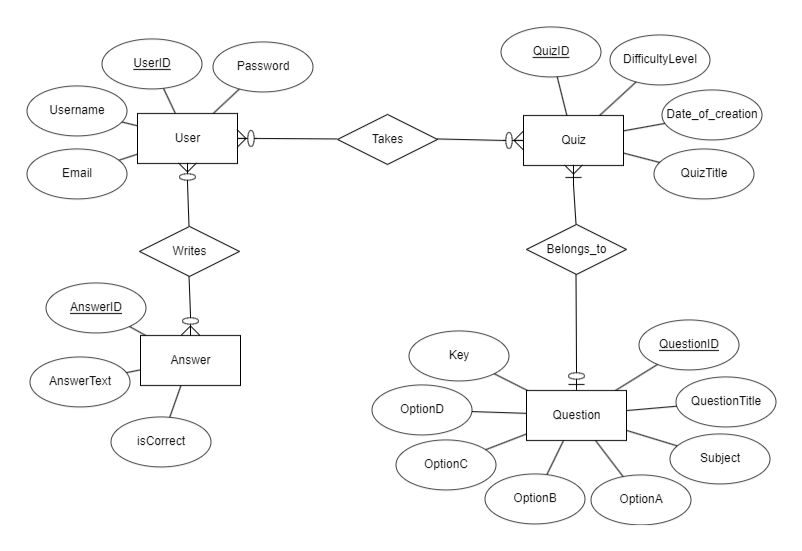 UserID
Password
Username
User
Email
Takes
QuizID
DifficultyLevel
Date_of_creation
Quiz
QuizTitle
Writes
Belongs_to
AnswerID
Answer
AnswerText
isCorrect
Key
QuestionID
OptionD
QuestionTitle
Question
OptionC
Subject
OptionB
OptionA